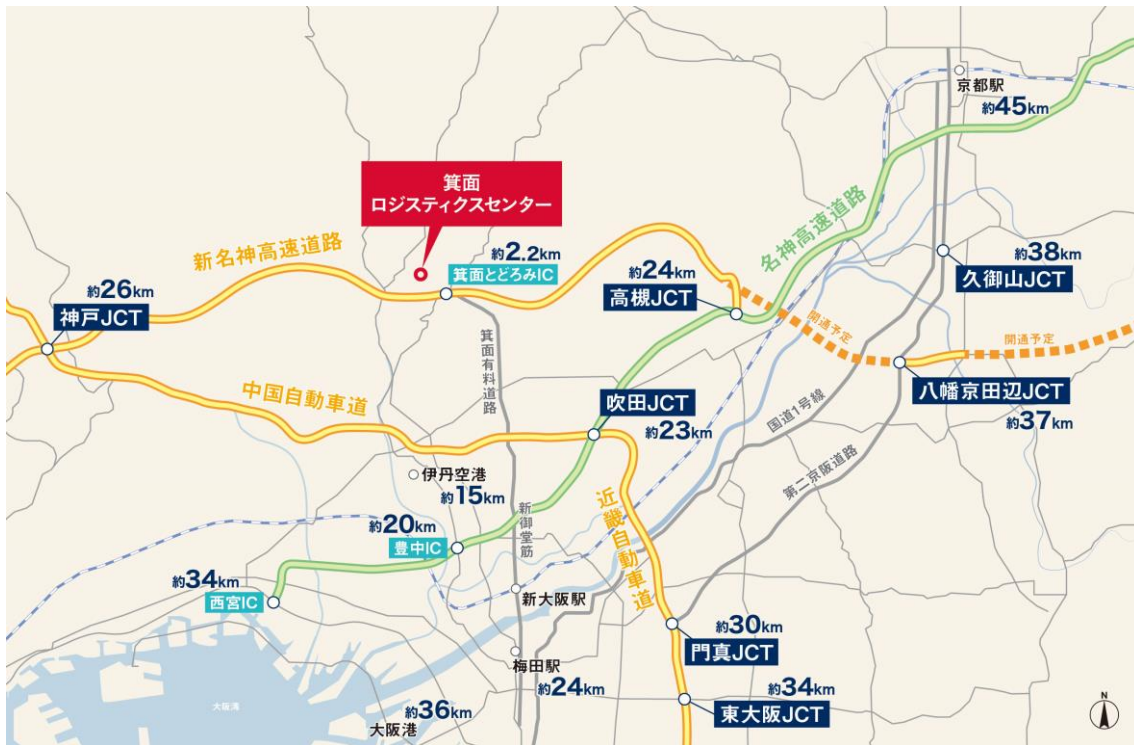 京都駅
約45km
箕面
ロジスティクスセンター
新名神高速道路
約2.2km
箕面とどろみIC
名神高速道路
約24km
高槻JCT
約38km
久御山JCT
約26km
神戸JCT
開通予定
開通予定
箕面有料道路
八幡京田辺JCT
約37km
中国自動車道
吹田JCT
約23km
国道1号線
第二京阪道路
伊丹空港
約15km
近畿自動車道
新御堂筋
約20km
豊中IC
約34km
西宮IC
新大阪駅
約30km
門真JCT
梅田駅
約24km
約34km
東大阪JCT
大阪湾
約36km
大阪港
N